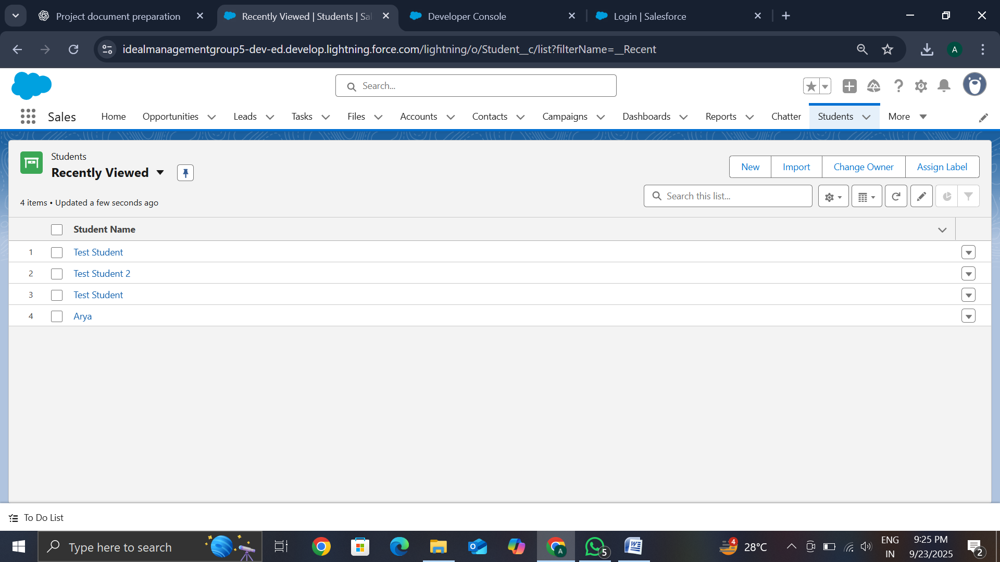 Project document preparation
Recently Viewed | Students | Sal
Developer Console
Login | Salesforce
idealmanagementgroup5-dev-ed.develop.lightning.force.com/lightning/o/Student__c/list?filterName=__Recent
A
Search...
Sales
Home
Opportunities
Leads
Tasks
Files
Accounts
Contacts
Campaigns
Dashboards
Reports
Chatter
Students
More
Students
Recently Viewed
New
Import
Change Owner
Assign Label
4 items • Updated a few seconds ago
Search this list...
Student Name
1 Test Student
2 Test Student 2
3 Test Student
4 Arya
To Do List
Type here to search
A
5
4
28°C
ENG
IN
9:25 PM
9/23/2025
2